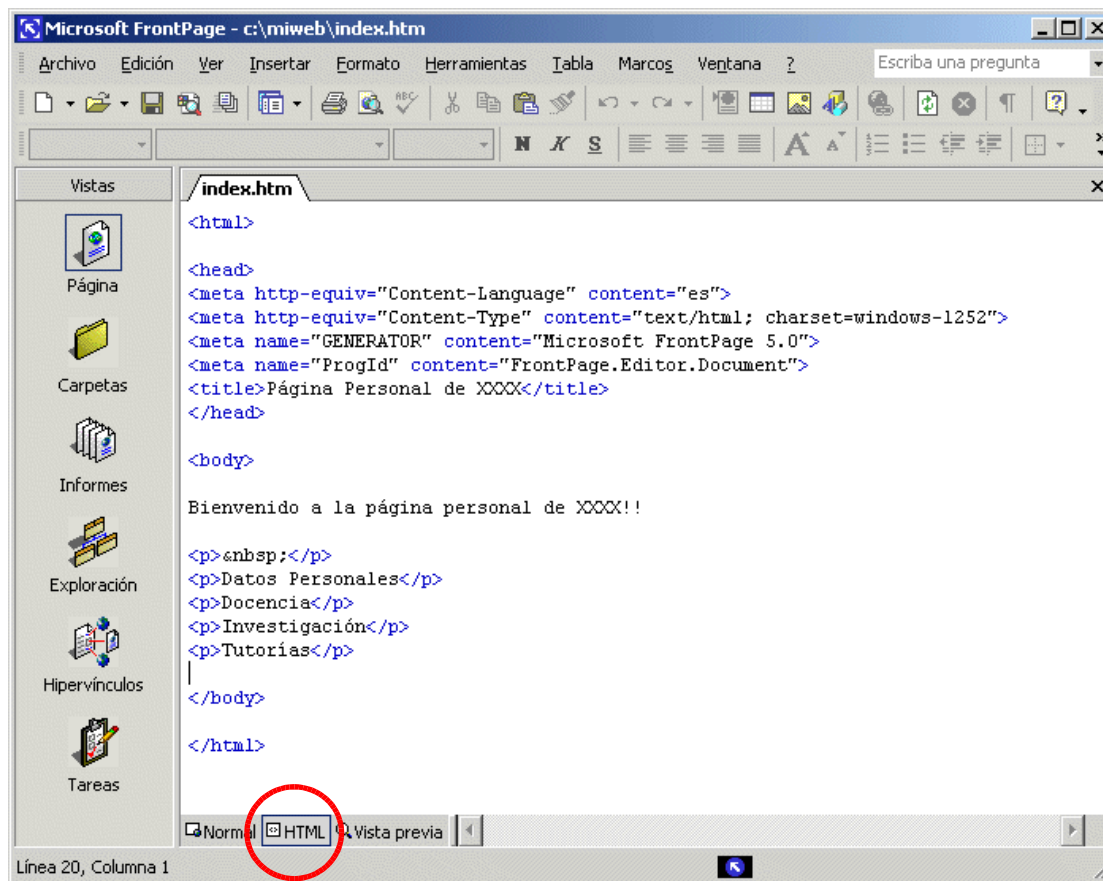 Microsoft FrontPage - c:\miweb\index.htm
Archivo Edición Ver Insertar Formato Herramientas Tabla Marcos Ventana ? Escriba una pregunta
ABC
N K S A A
Vistas
index.htm
Página
Carpetas
Informes
Exploración
Hipervínculos
Tareas
<html>
<head>
<meta http-equiv="Content-Language" content="es">
<meta http-equiv="Content-Type" content="text/html; charset=windows-1252">
<meta name="GENERATOR" content="Microsoft FrontPage 5.0">
<meta name="ProgId" content="FrontPage.Editor.Document">
<title>Página Personal de XXXX</title>
</head>
<body>
Bienvenido a la página personal de XXXX!!
<p>&nbsp;</p>
<p>Datos Personales</p>
<p>Docencia</p>
<p>Investigación</p>
<p>Tutorías</p>
</body>
</html>
Normal HTML Vista previa
Línea 20, Columna 1